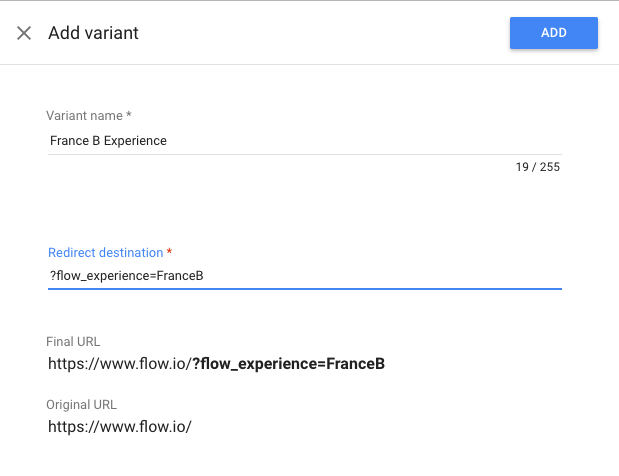 Add variant
ADD
Variant name *
France B Experience
19 / 255
Redirect destination *
?flow_experience=FranceB
Final URL
https://www.flow.io/?flow_experience=FranceB
Original URL
https://www.flow.io/